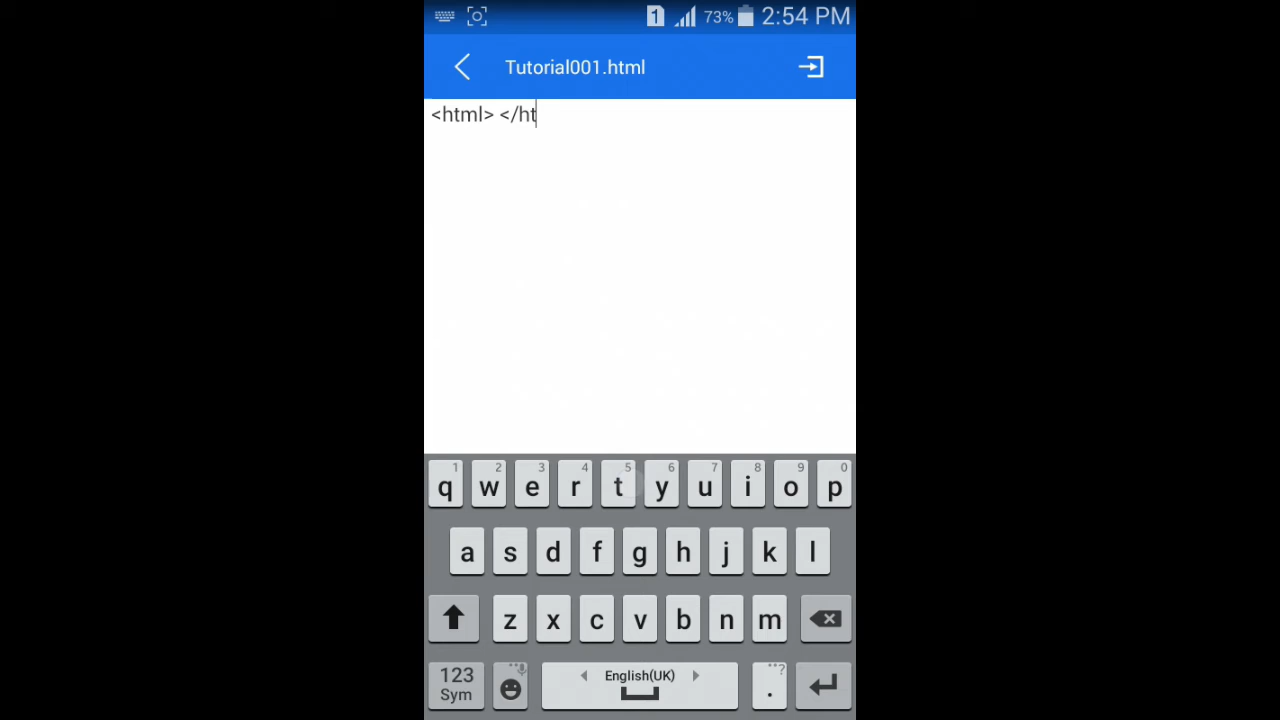 1 73% 2:54 PM
Tutorial001.html
<html> </ht
1 2 3 4 5 6 7 8 9 0
q w e r t y u i o p
a s d f g h j k l
z x c v b n m
123 English(UK) ?
Sym .